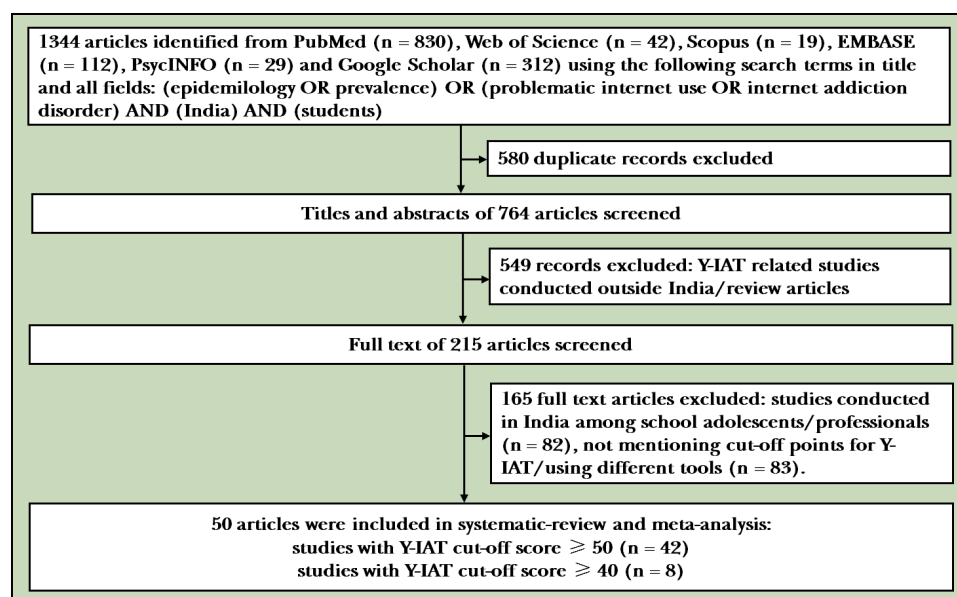 1344 articles identified from PubMed (n = 830), Web of Science (n = 42), Scopus (n = 19), EMBASE
(n = 112), PsycINFO (n = 29) and Google Scholar (n = 312) using the following search terms in title
and all fields: (epidemilology OR prevalence) OR (problematic internet use OR internet addiction
disorder) AND (India) AND (students)
580 duplicate records excluded
Titles and abstracts of 764 articles screened
549 records excluded: Y-IAT related studies
conducted outside India/review articles
Full text of 215 articles screened
165 full text articles excluded: studies conducted
in India among school adolescents/professionals
(n = 82), not mentioning cut-off points for Y-
IAT/using different tools (n = 83).
50 articles were included in systematic-review and meta-analysis:
studies with Y-IAT cut-off score ⩾ 50 (n = 42)
studies with Y-IAT cut-off score ⩾ 40 (n = 8)